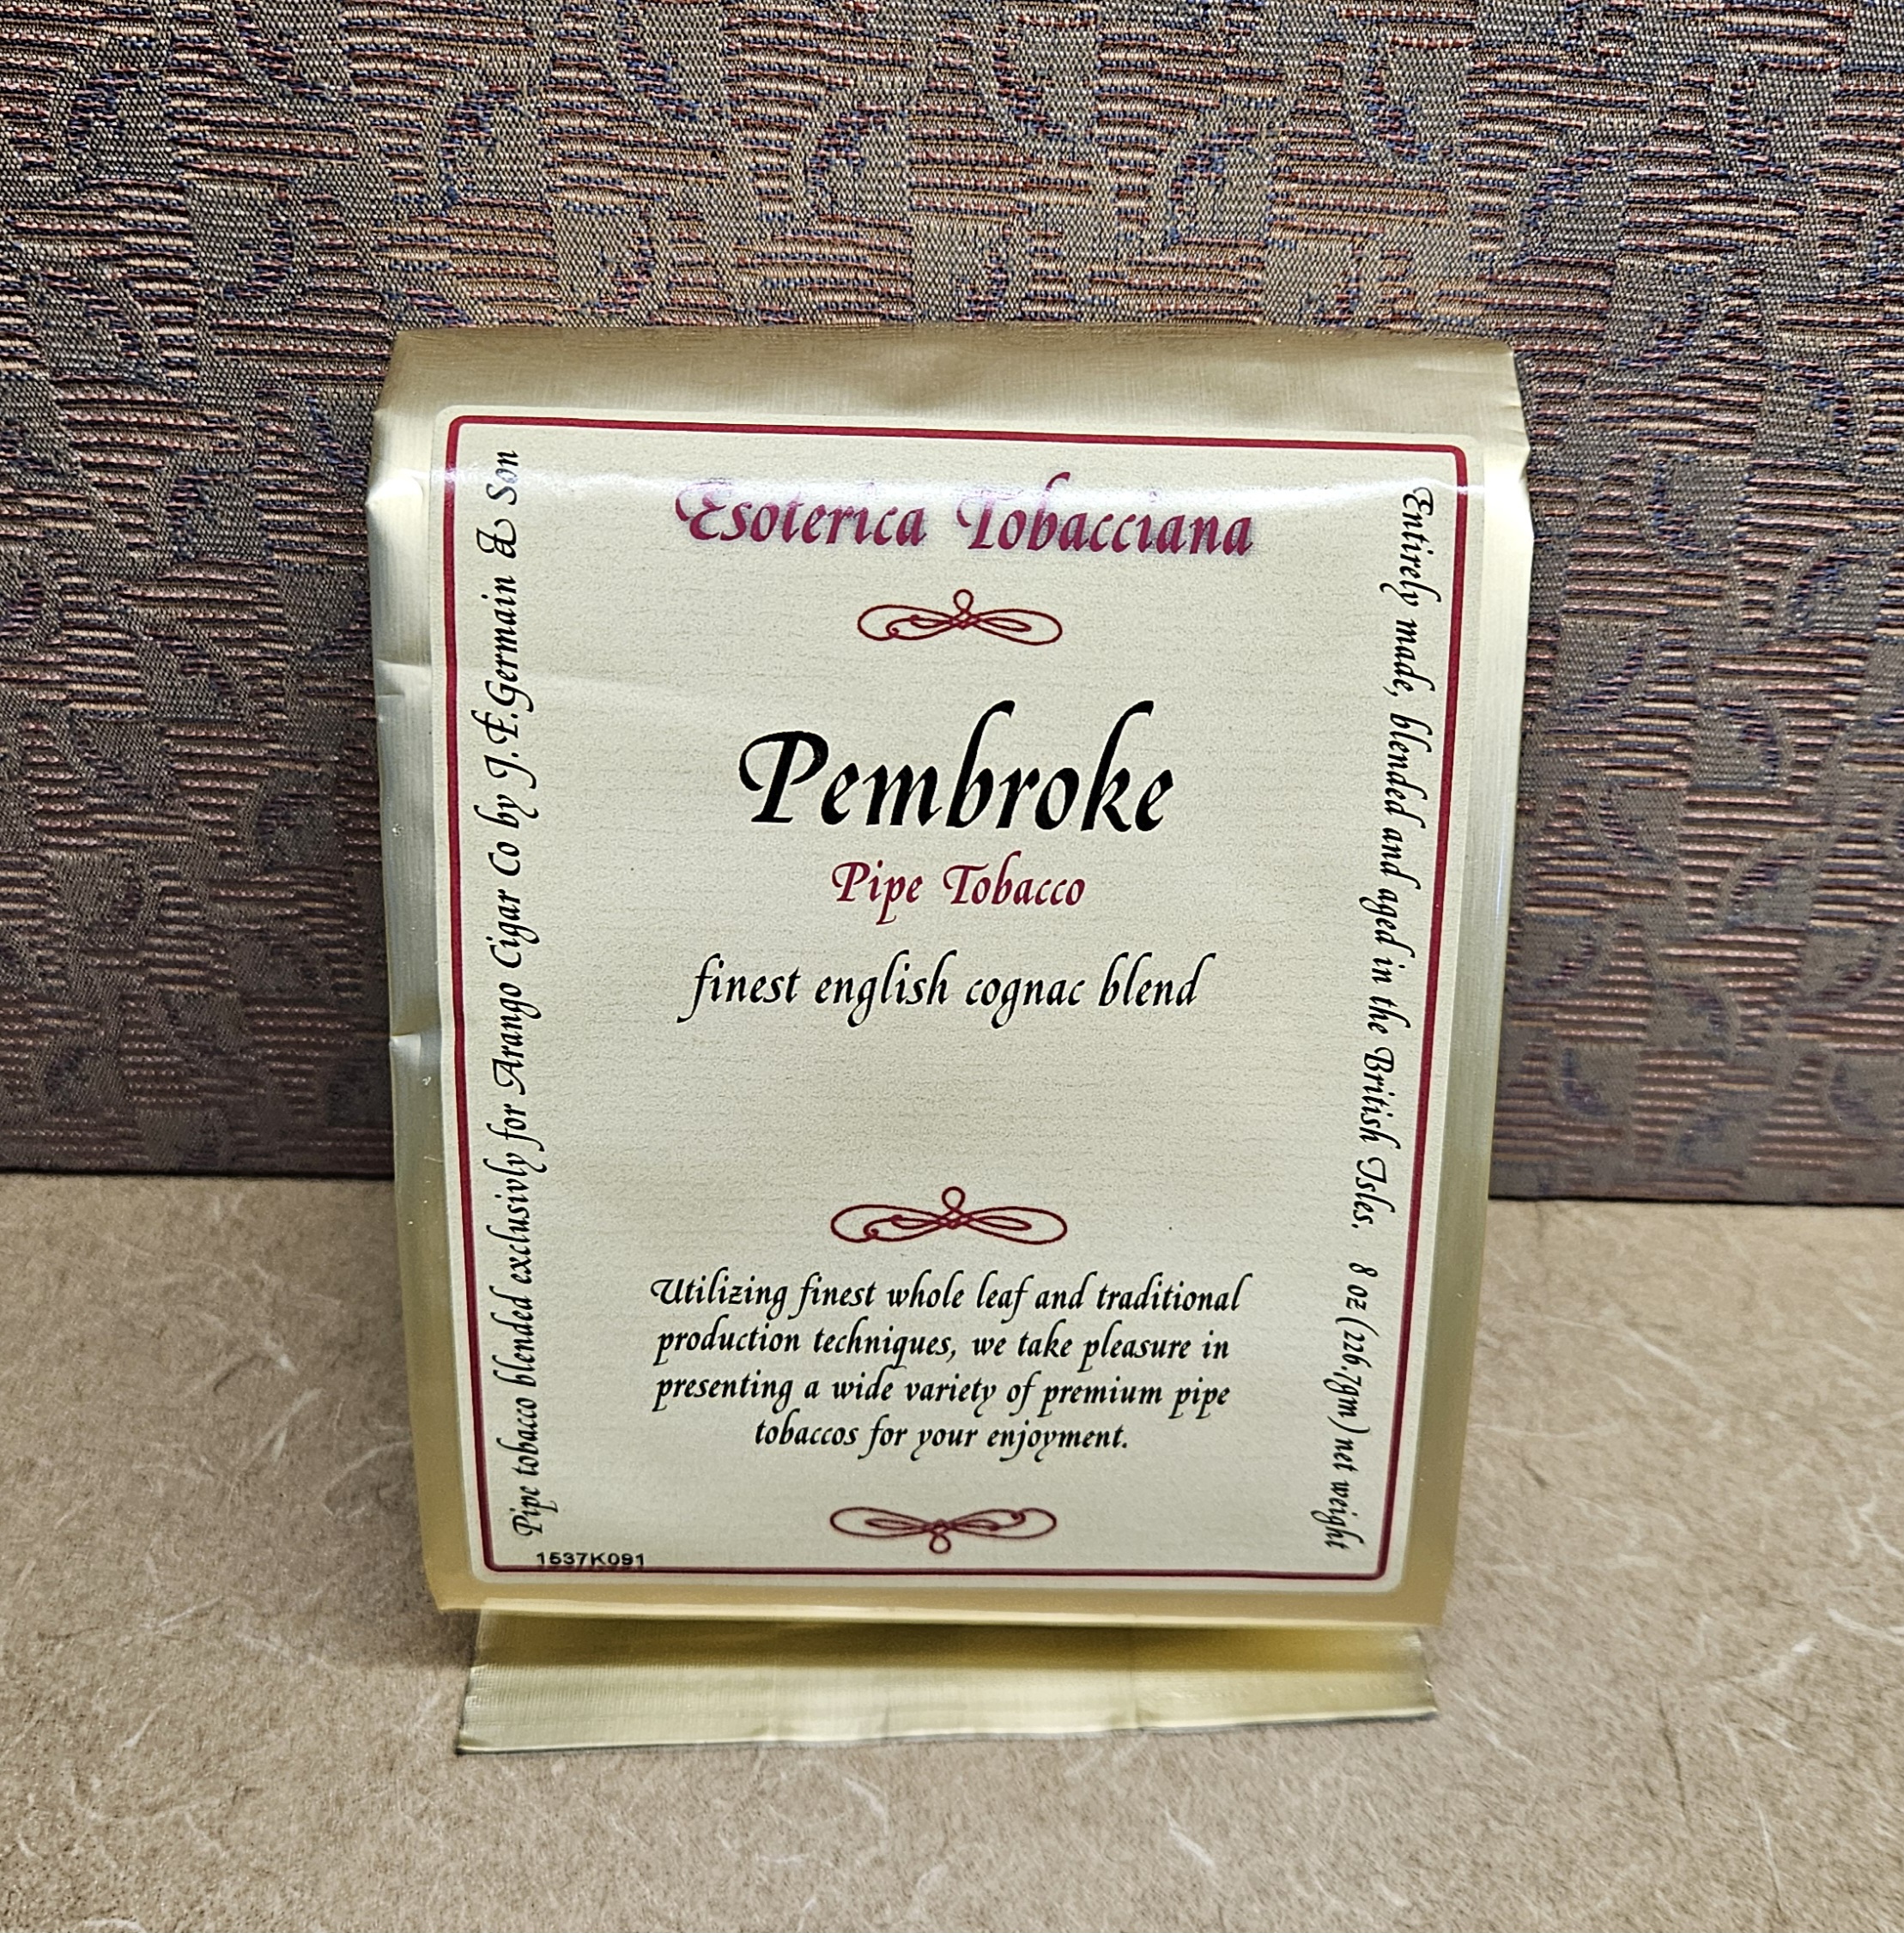 Esoterica Tobacciana
Pembroke
Pipe Tobacco
finest english cognac blend
Utilizing finest whole leaf and traditional
production techniques, we take pleasure in
presenting a wide variety of premium pipe
tobaccos for your enjoyment.
Pipe tobacco blended exclusivly for Arango Cigar Co by J.F.Germain & Son
Entirely made, blended and aged in the British Isles. 8 oz (226.7gm) net weight
1537K091